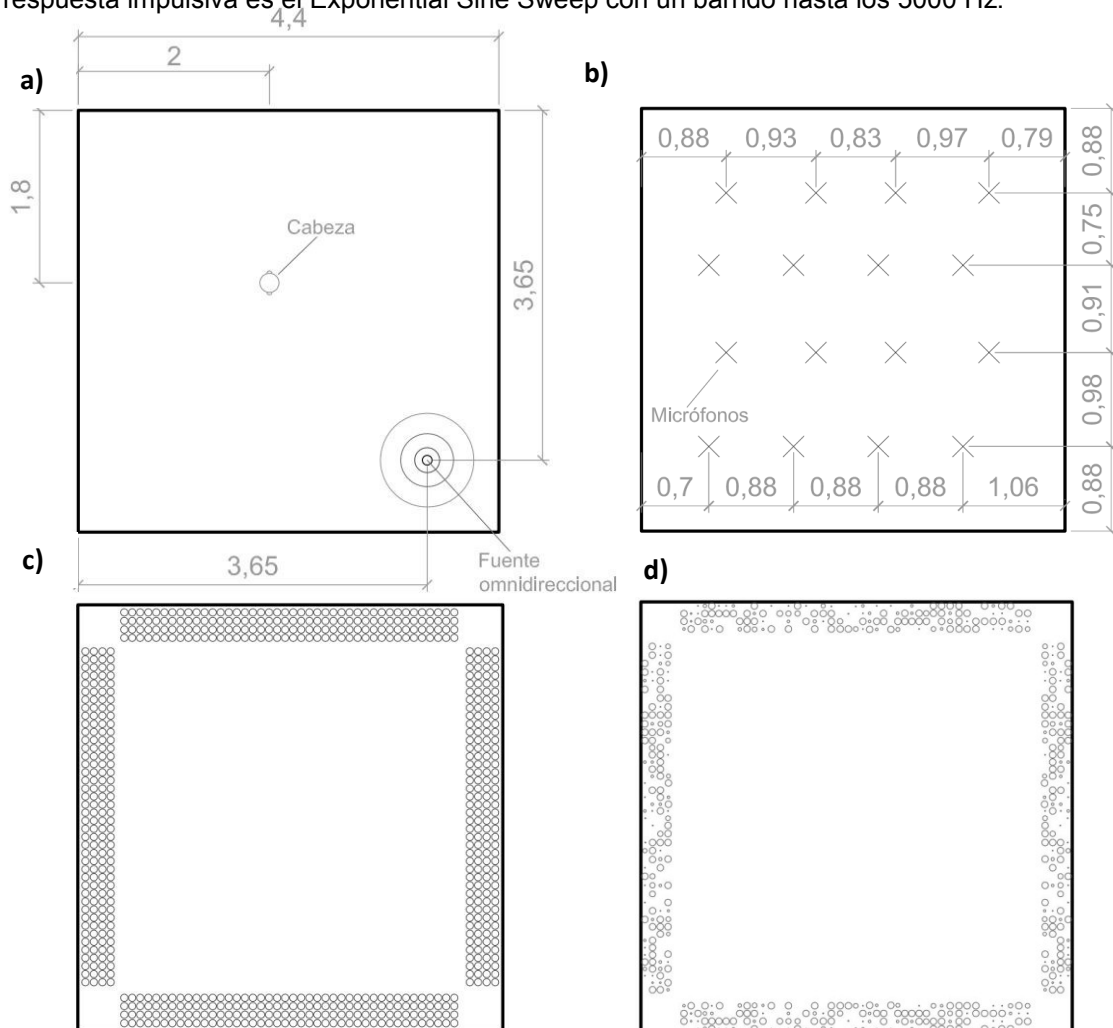 respuesta impulsiva es el Exponential Sine Sweep con un barrido hasta los 5000 Hz.
4,4
2
a)
1,8
Cabeza
3,65
3,65
Fuente
omnidireccional
b)
0,88 0,93 0,83 0,97 0,79
0,88
0,75
0,91
0,98
0,88
Micrófonos
0,7 0,88 0,88 0,88 1,06
c)
d)